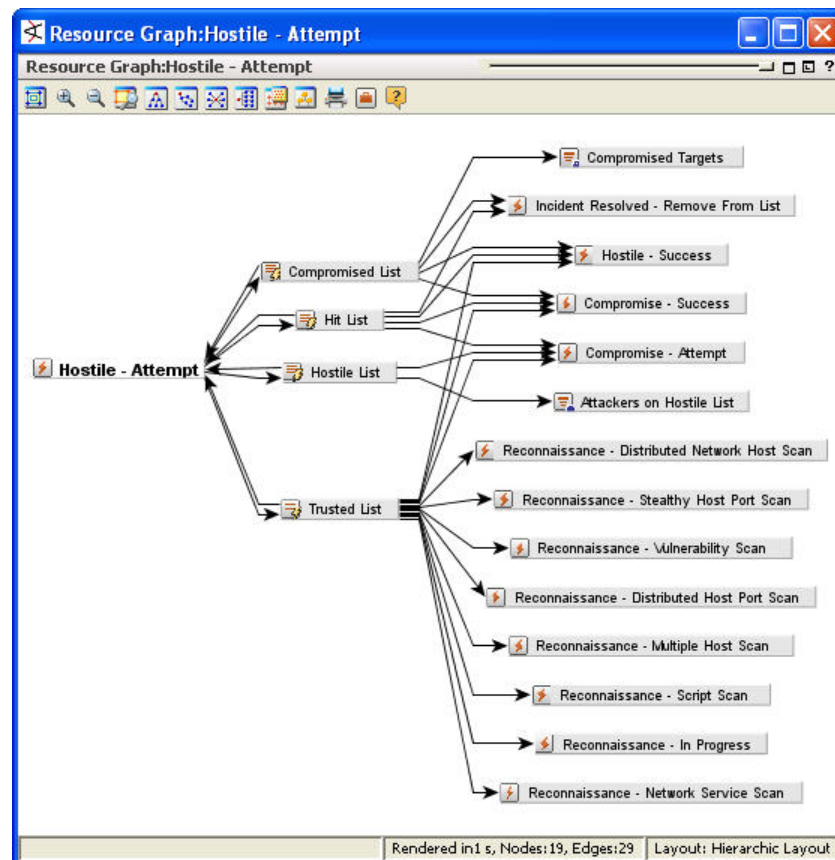 Resource Graph:Hostile - Attempt
Resource Graph:Hostile - Attempt
Compromised Targets
Incident Resolved - Remove From List
Compromised List
Hostile - Success
Hit List
Compromise - Success
Hostile - Attempt
Hostile List
Compromise - Attempt
Attackers on Hostile List
Reconnaissance - Distributed Network Host Scan
Trusted List
Reconnaissance - Stealthy Host Port Scan
Reconnaissance - Vulnerability Scan
Reconnaissance - Distributed Host Port Scan
Reconnaissance - Multiple Host Scan
Reconnaissance - Script Scan
Reconnaissance - In Progress
Reconnaissance - Network Service Scan
Rendered in1 s, Nodes:19, Edges:29
Layout: Hierarchic Layout